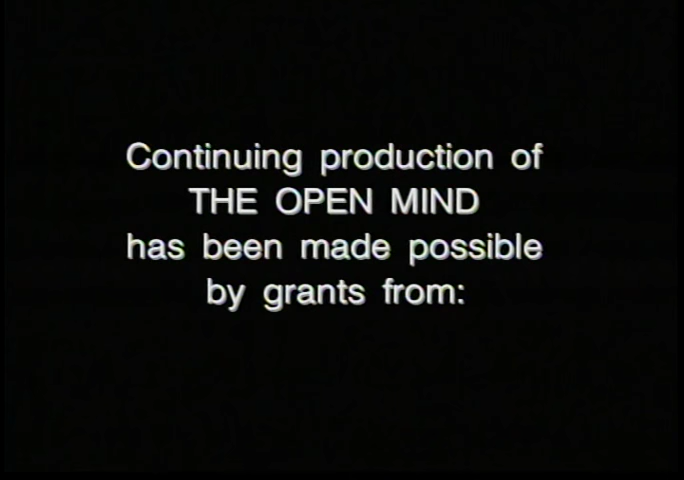 Continuing production of
THE OPEN MIND
has been made possible
by grants from: